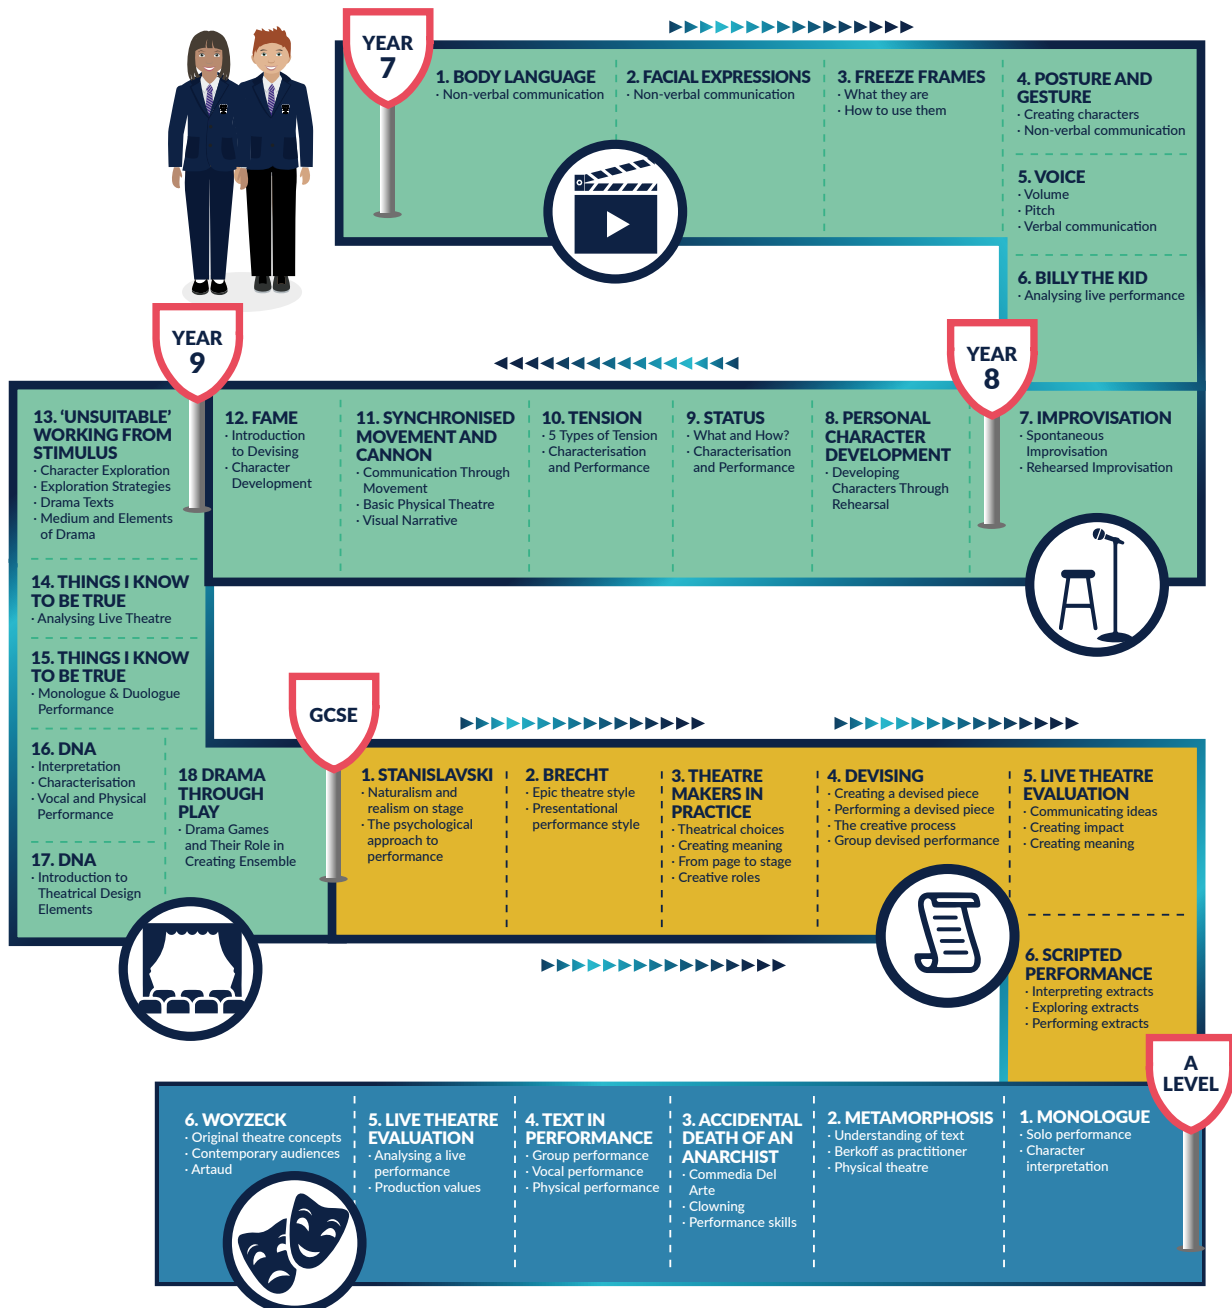 YEAR
7
1. BODY LANGUAGE
· Non-verbal communication
2. FACIAL EXPRESSIONS
· Non-verbal communication
3. FREEZE FRAMES
· What they are
· How to use them
4. POSTURE AND
GESTURE
· Creating characters
· Non-verbal communication
5. VOICE
· Volume
· Pitch
· Verbal communication
6. BILLY THE KID
· Analysing live performance
YEAR
8
7. IMPROVISATION
· Spontaneous
Improvisation
· Rehearsed Improvisation
8. PERSONAL
CHARACTER
DEVELOPMENT
· Developing
Characters Through
Rehearsal
9. STATUS
· What and How?
· Characterisation
and Performance
10. TENSION
· 5 Types of Tension
· Characterisation
and Performance
11. SYNCHRONISED
MOVEMENT AND
CANNON
· Communication Through
Movement
· Basic Physical Theatre
· Visual Narrative
12. FAME
· Introduction
to Devising
· Character
Development
YEAR
9
13. ‘UNSUITABLE’
WORKING FROM
STIMULUS
· Character Exploration
· Exploration Strategies
· Drama Texts
· Medium and Elements
of Drama
14. THINGS I KNOW
TO BE TRUE
· Analysing Live Theatre
15. THINGS I KNOW
TO BE TRUE
· Monologue & Duologue
Performance
16. DNA
· Interpretation
· Characterisation
· Vocal and Physical
Performance
17. DNA
· Introduction to
Theatrical Design
Elements
18 DRAMA
THROUGH
PLAY
· Drama Games
and Their Role in
Creating Ensemble
GCSE
1. STANISLAVSKI
· Naturalism and
realism on stage
· The psychological
approach to
performance
2. BRECHT
· Epic theatre style
· Presentational
performance style
3. THEATRE
MAKERS IN
PRACTICE
· Theatrical choices
· Creating meaning
· From page to stage
· Creative roles
4. DEVISING
· Creating a devised piece
· Performing a devised piece
· The creative process
· Group devised performance
5. LIVE THEATRE
EVALUATION
· Communicating ideas
· Creating impact
· Creating meaning
6. SCRIPTED
PERFORMANCE
· Interpreting extracts
· Exploring extracts
· Performing extracts
A
LEVEL
1. MONOLOGUE
· Solo performance
· Character
interpretation
2. METAMORPHOSIS
· Understanding of text
· Berkoff as practitioner
· Physical theatre
3. ACCIDENTAL
DEATH OF AN
ANARCHIST
· Commedia Del
Arte
· Clowning
· Performance skills
4. TEXT IN
PERFORMANCE
· Group performance
· Vocal performance
· Physical performance
5. LIVE THEATRE
EVALUATION
· Analysing a live
performance
· Production values
6. WOYZECK
· Original theatre concepts
· Contemporary audiences
· Artaud